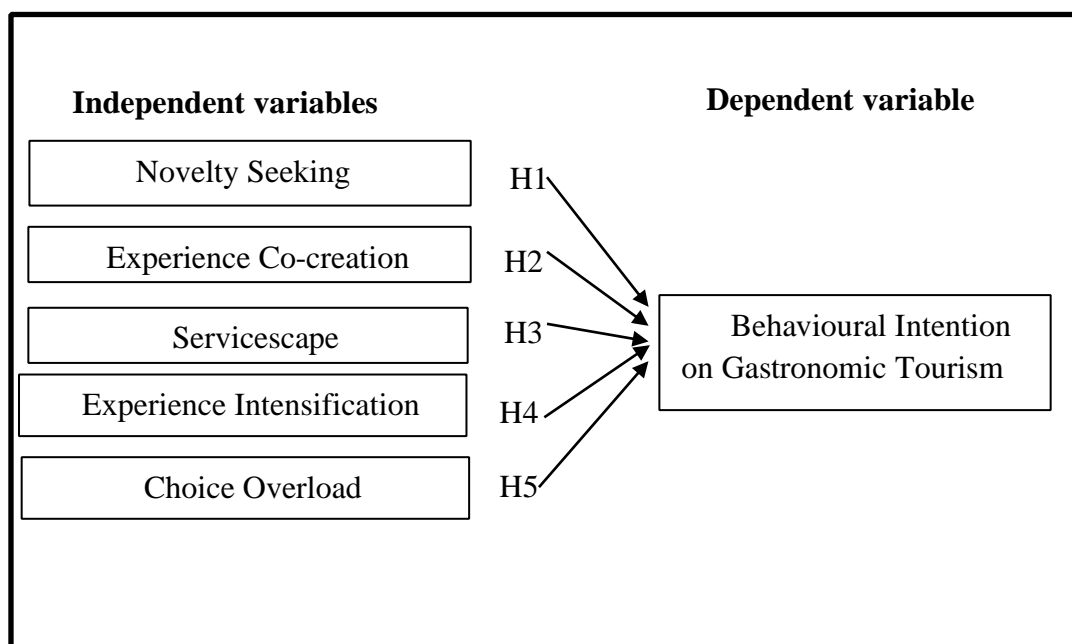 Independent variables
Dependent variable
Novelty Seeking
H1
Experience Co-creation
H2
Servicescape
H3
Behavioural Intention
on Gastronomic Tourism
Experience Intensification
H4
Choice Overload
H5